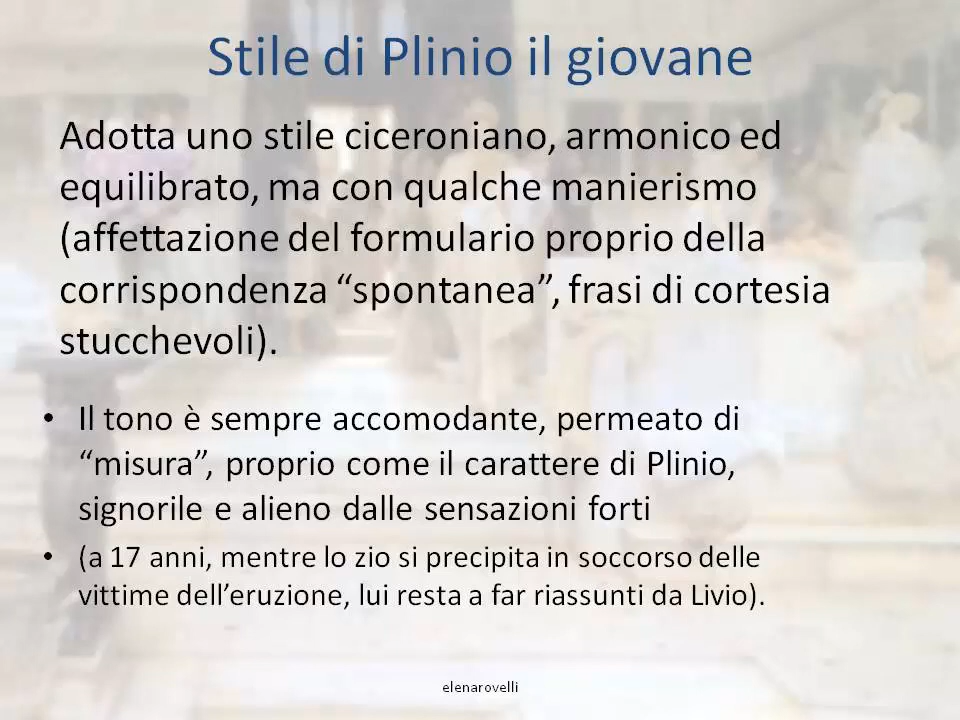 Stile di Plinio il giovane
Adotta uno stile ciceroniano, armonico ed
equilibrato, ma con qualche manierismo
(affettazione del formulario proprio della
corrispondenza “spontanea”, frasi di cortesia
stucchevoli).
• Il tono è sempre accomodante, permeato di
“misura”, proprio come il carattere di Plinio,
signorile e alieno dalle sensazioni forti
• (a 17 anni, mentre lo zio si precipita in soccorso delle
vittime dell’eruzione, lui resta a far riassunti da Livio).
elenarovelli